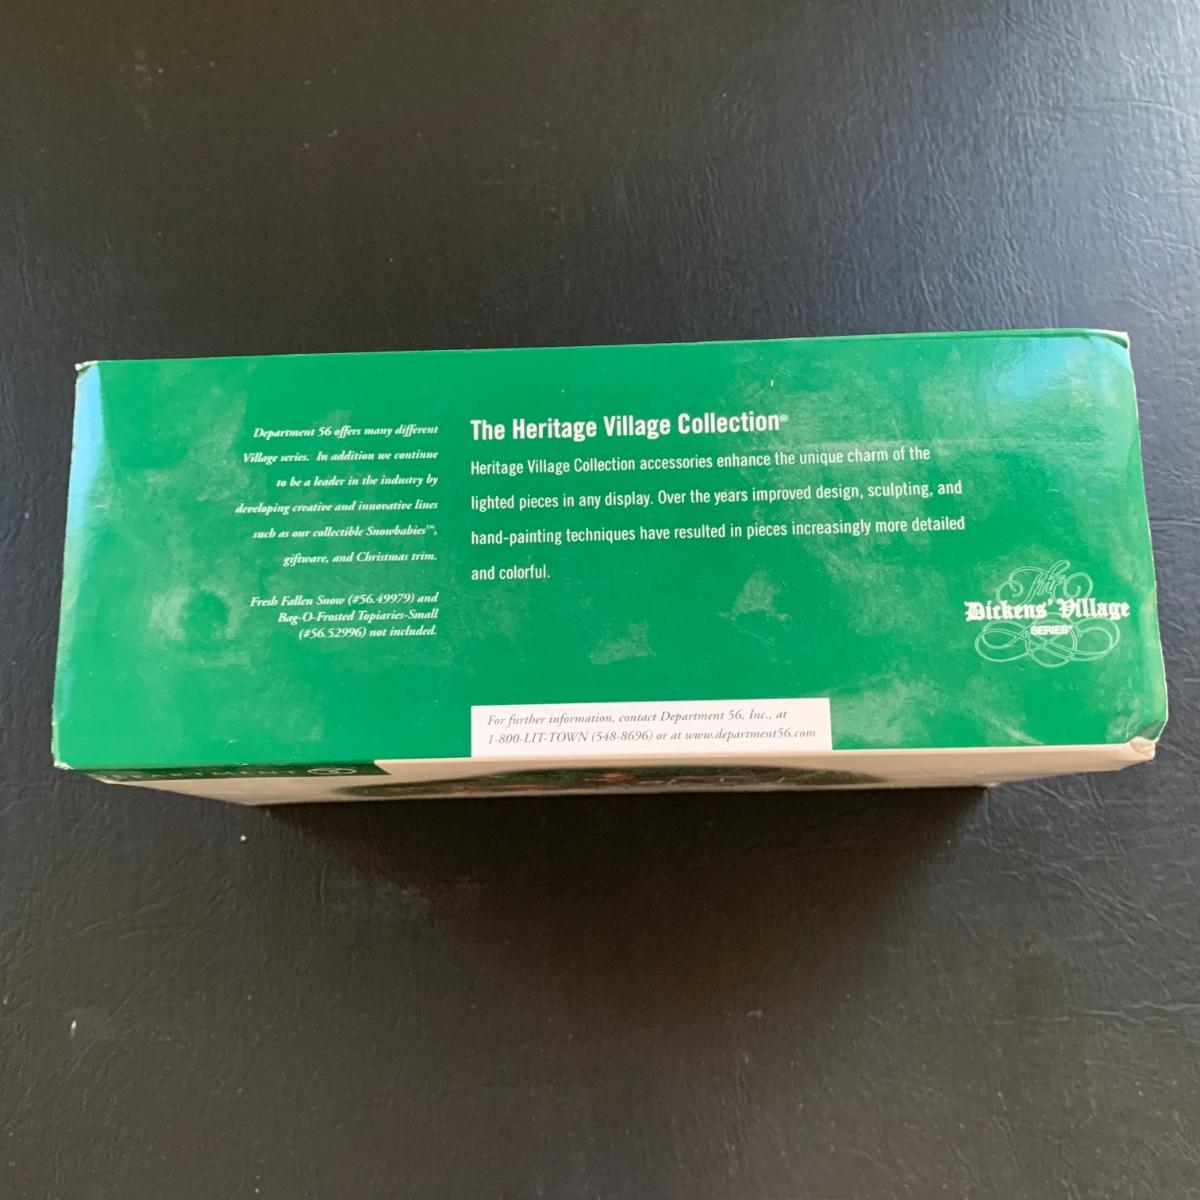 Department 56 offers many different
Village series. In addition we continue
to be a leader in the industry by
developing creative and innovative lines
such as our collectible Snowbabies™,
giftware, and Christmas trim.
Fresh Fallen Snow (#56.49979) and
Bag-O-Frosted Topiaries-Small
(#56.52996) not included.
The Heritage Village Collection®
Heritage Village Collection accessories enhance the unique charm of the
lighted pieces in any display. Over the years improved design, sculpting, and
hand-painting techniques have resulted in pieces increasingly more detailed
and colorful.
The
Dickens' Village
SERIES™
For further information, contact Department 56, Inc., at
1-800-LIT-TOWN (548-8696) or at www.department56.com
DEPARTMENT 56